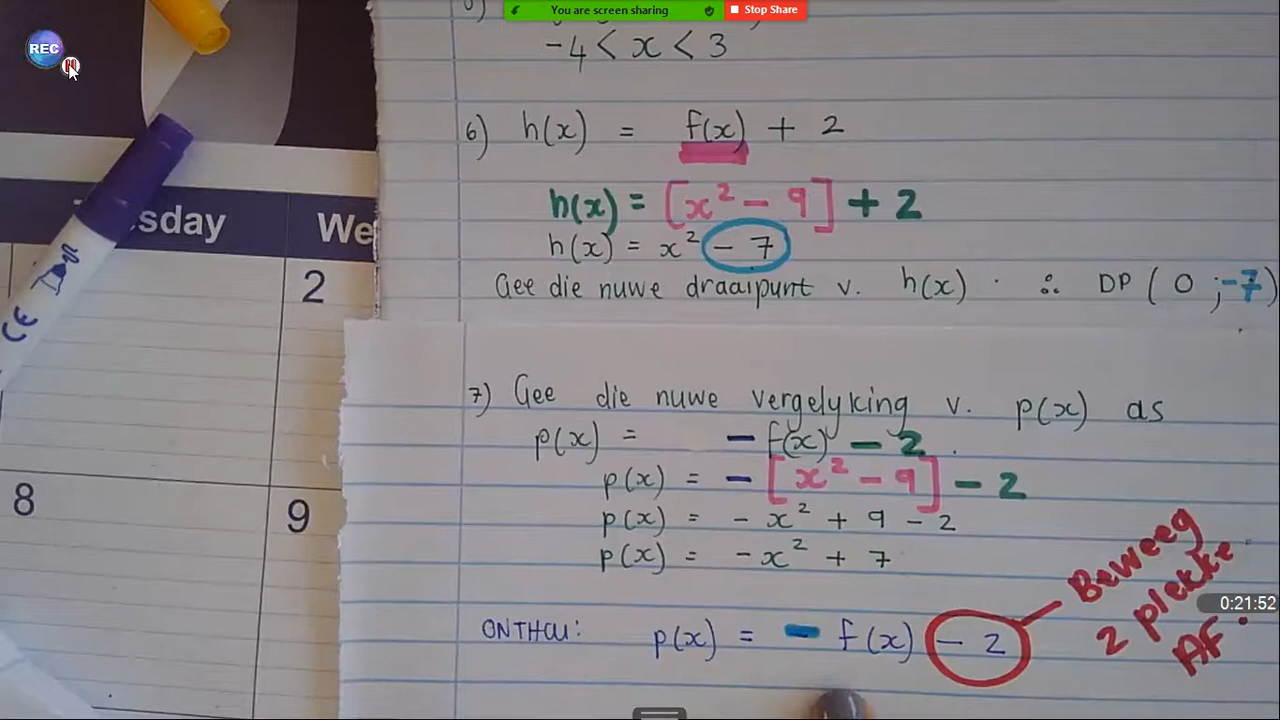 You are screen sharing
Stop Share
REC
-4 < x < 3
6) h(x) = f(x) + 2
h(x) = [x² - 9] + 2
h(x) = x² - 7
Gee die nuwe draaipunt v. h(x) . ∴ DP ( 0 ; -7)
7) Gee die nuwe vergelyking v. p(x) as
p(x) = - f(x) - 2 .
p(x) = - [x² - 9] - 2
p(x) = - x² + 9 - 2
p(x) = - x² + 7
ONTHOU: p(x) = - f(x) - 2
Beweeg
2 plekke
AF.
0:21:52
sday
We
2
8
9
CE